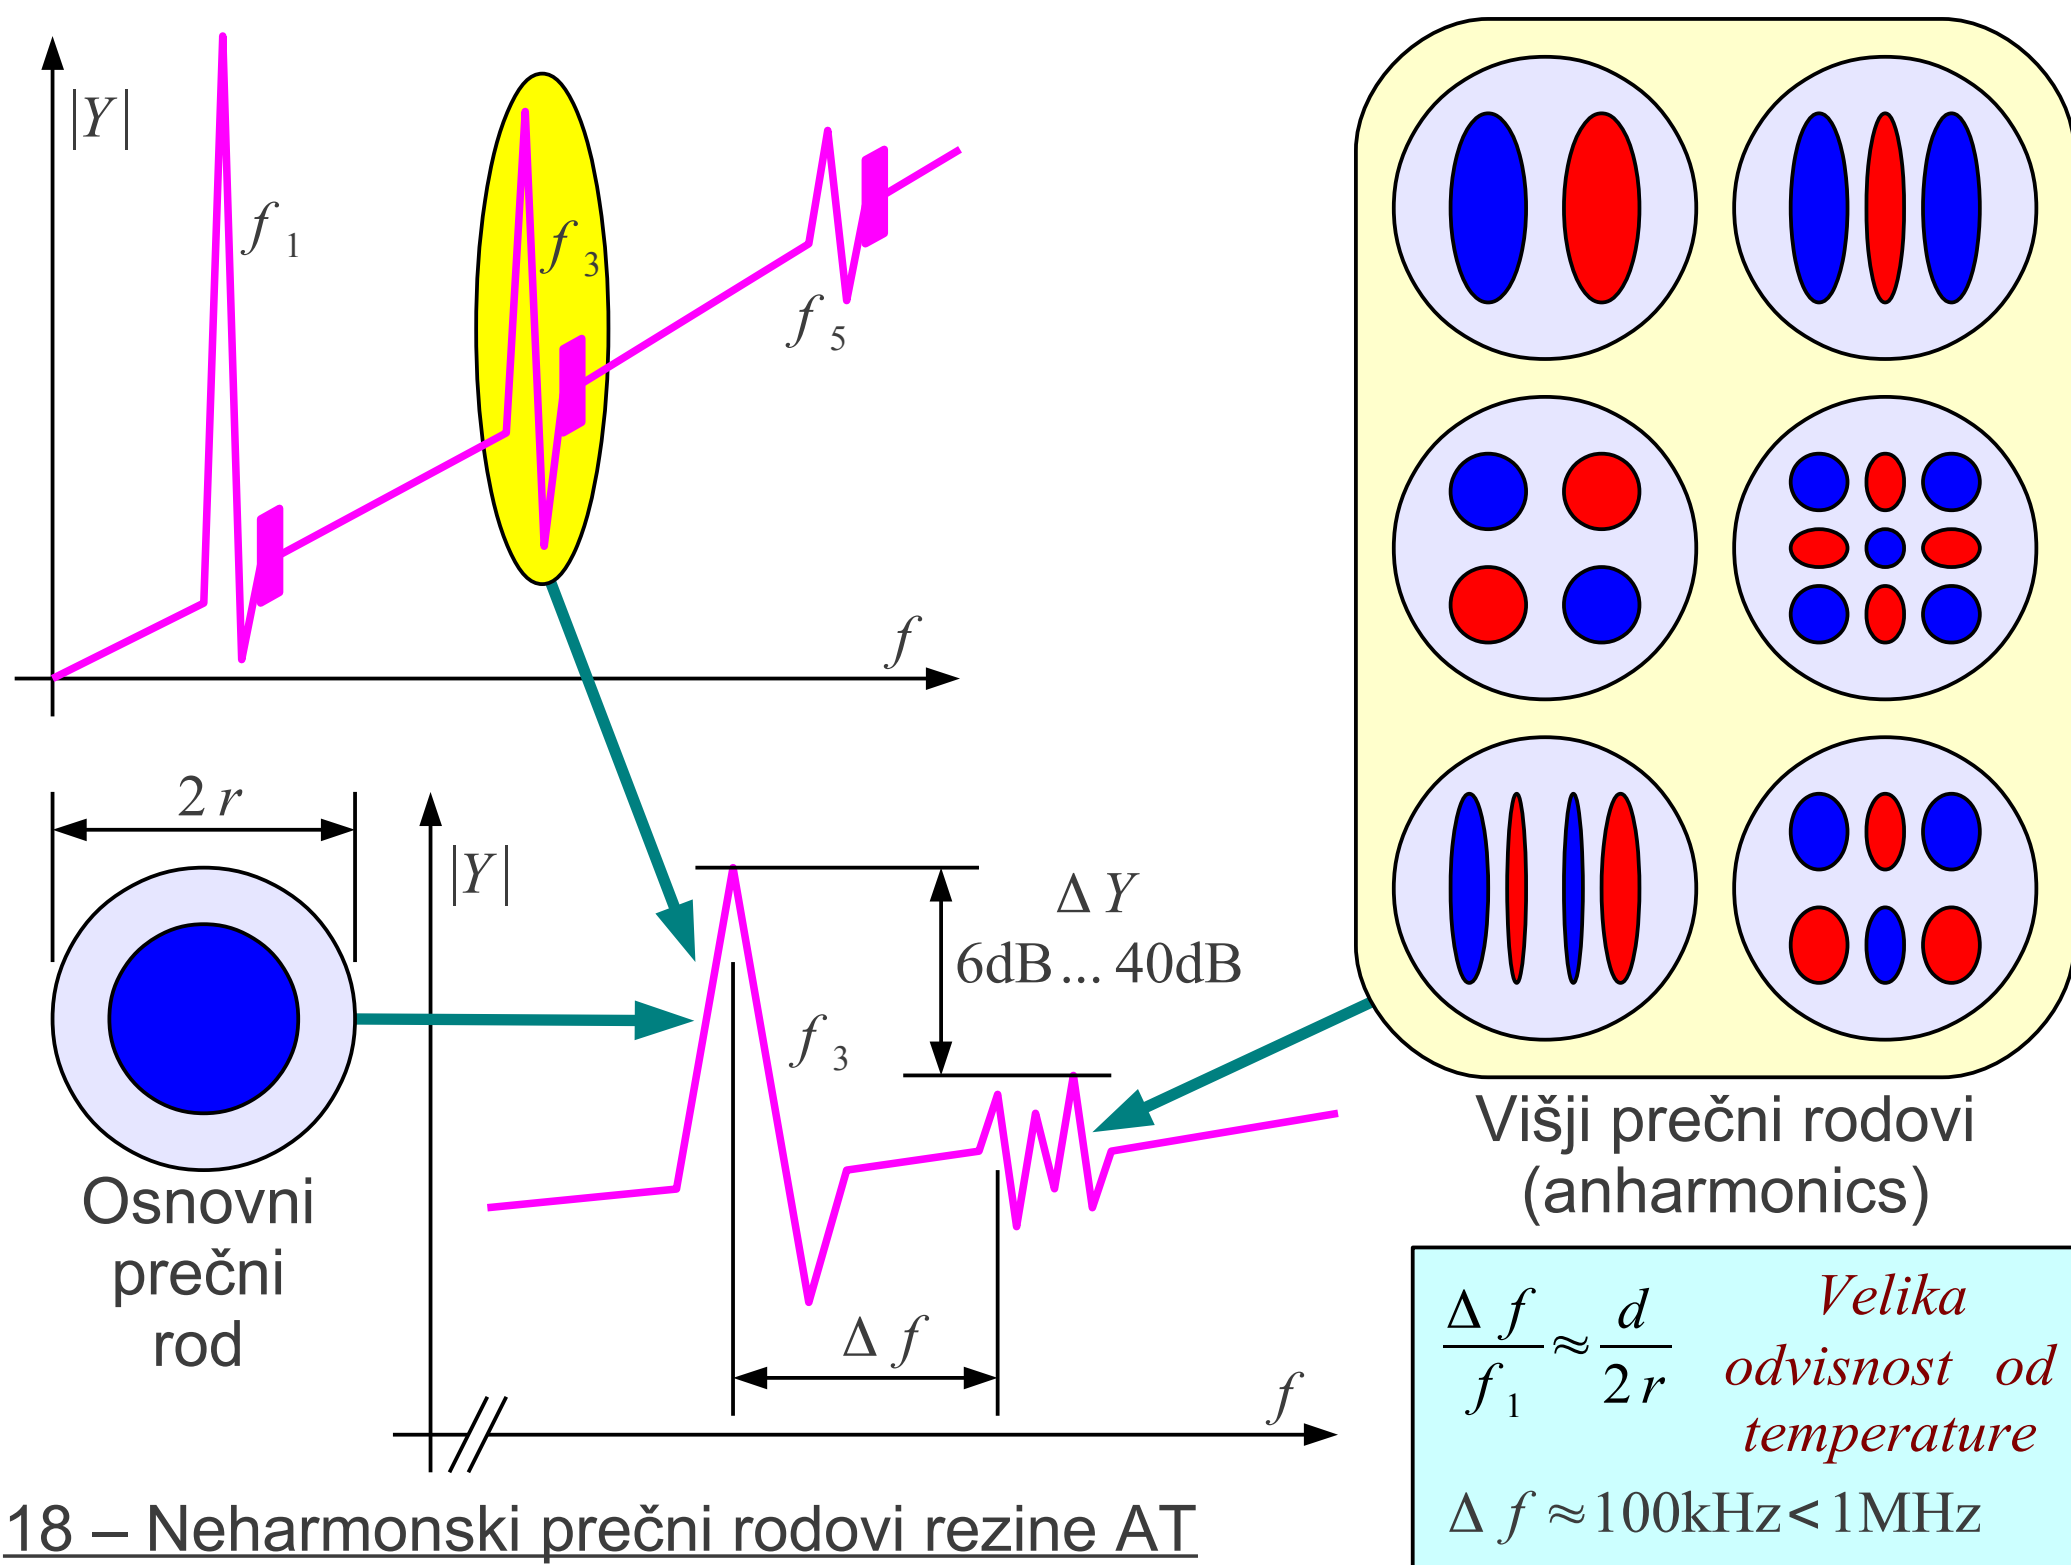 |Y|
f 1
f 3
f 5
f
2 r
|Y|
Δ Y
6dB ... 40dB
f 3
Osnovni
prečni
rod
Δ f
f
Višji prečni rodovi
(anharmonics)
Δ f / f 1 ≈ d / 2 r
Velika
odvisnost od
temperature
Δ f ≈ 100kHz < 1MHz
18 – Neharmonski prečni rodovi rezine AT